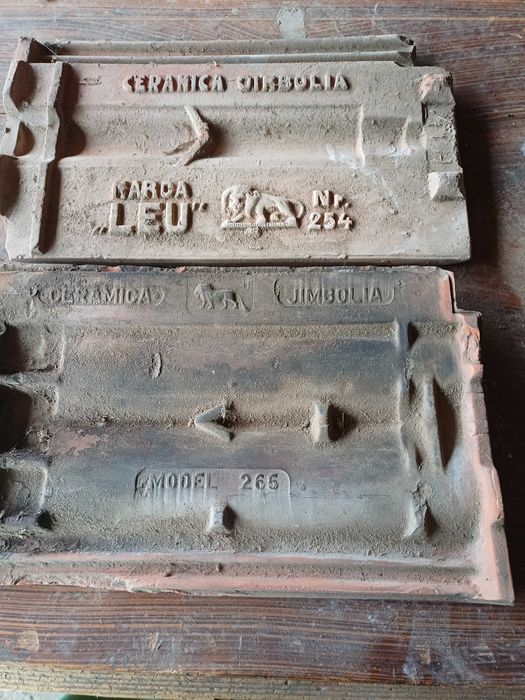 CERAMICA JIMBOLIA
MARCA
„LEU”
Nr.
254
CERAMICA JIMBOLIA
MODEL 265